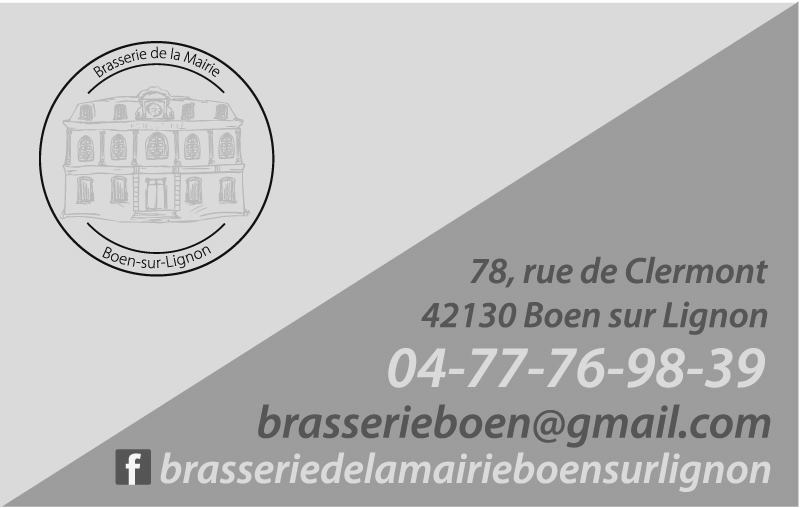 Brasserie de la Mairie
Boen-sur-Lignon
78, rue de Clermont
42130 Boen sur Lignon
04-77-76-98-39
brasserieboen@gmail.com
f brasseriedelamairieboensurlignon